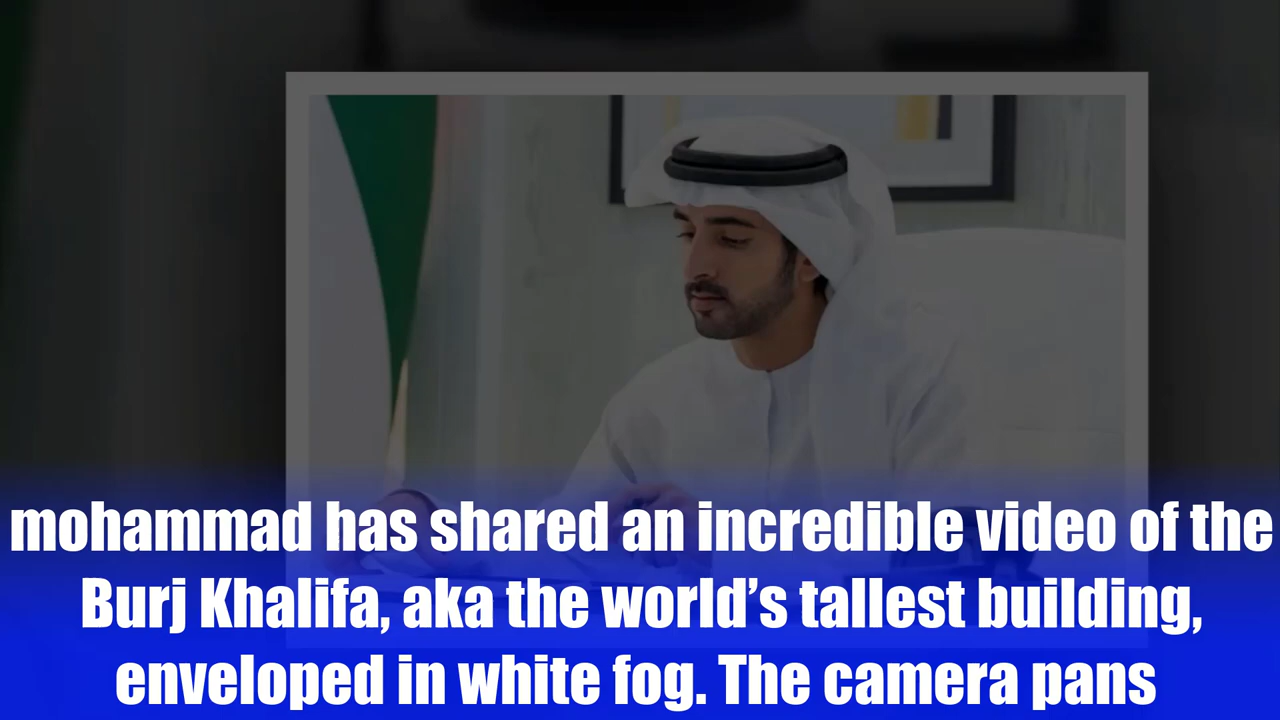 mohammad has shared an incredible video of the
Burj Khalifa, aka the world’s tallest building,
enveloped in white fog. The camera pans